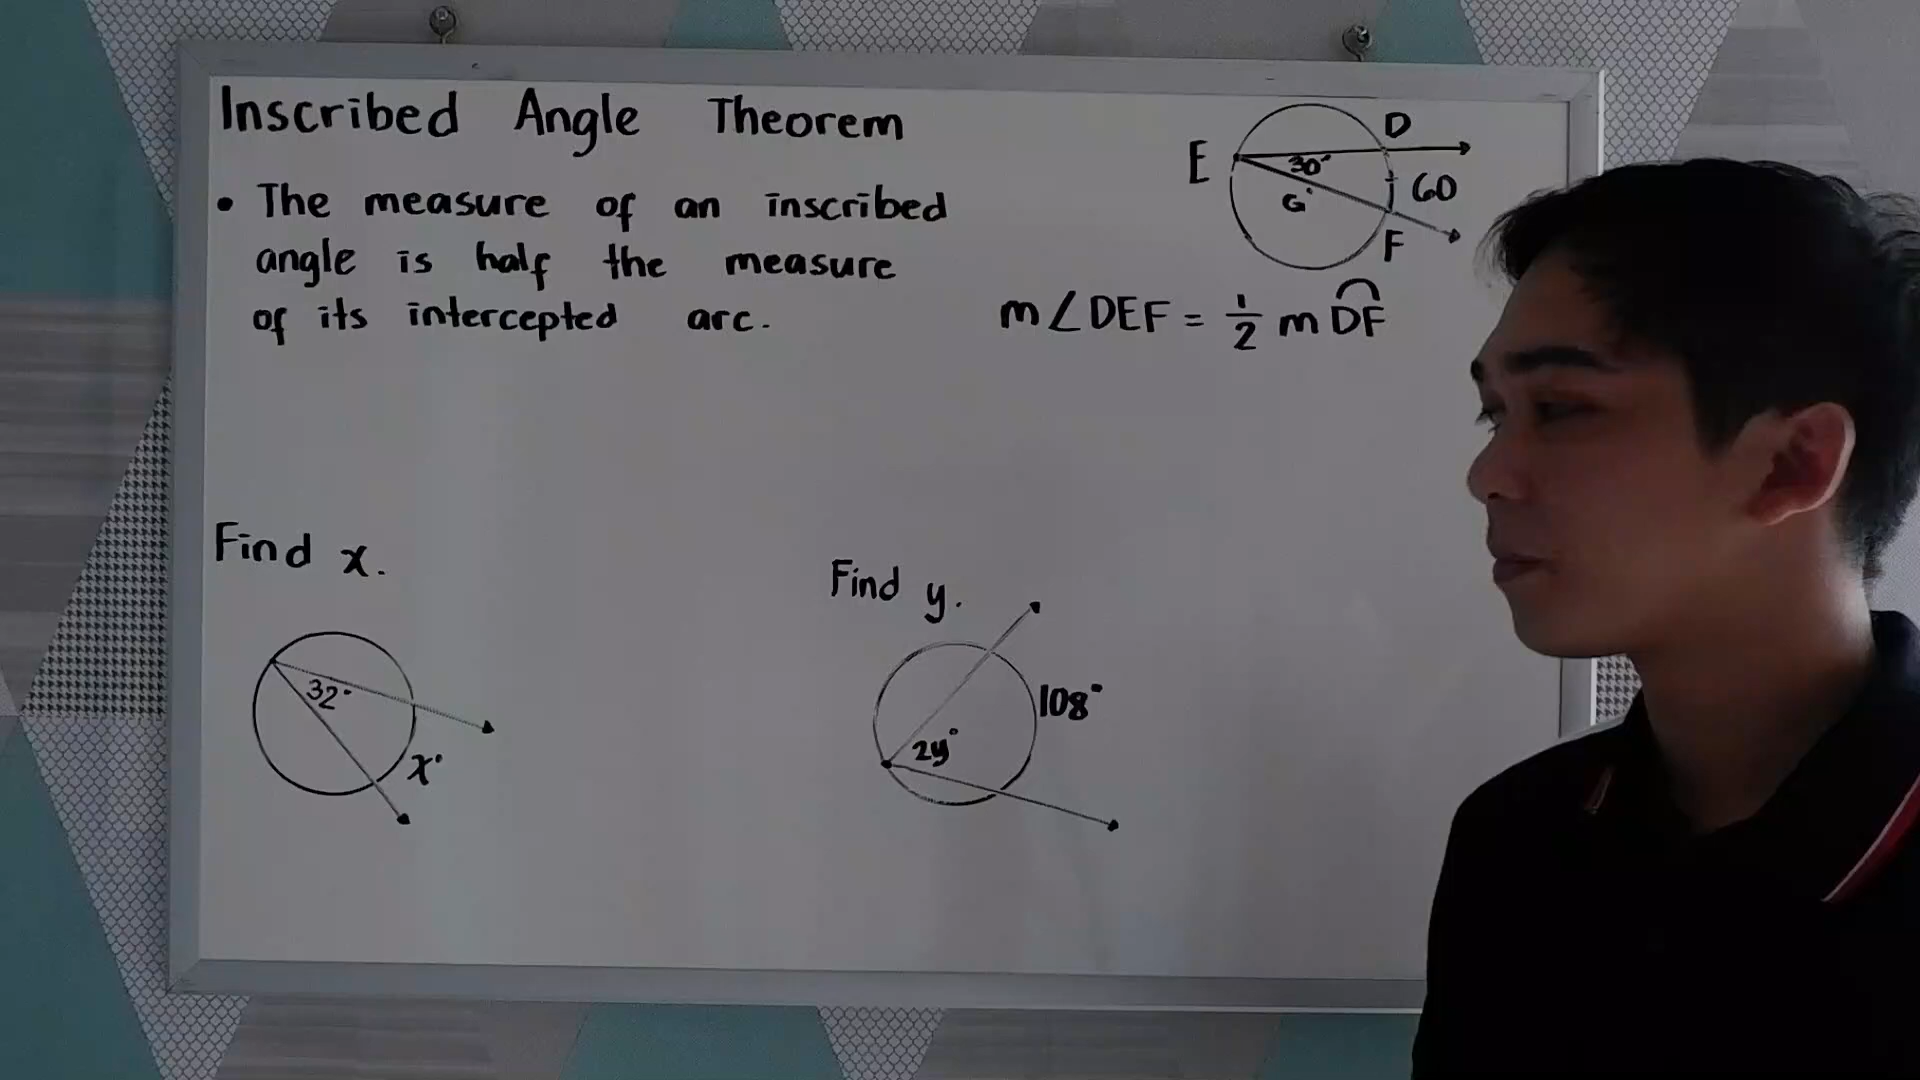 Inscribed Angle Theorem
• The measure of an inscribed
angle is half the measure
of its intercepted arc.
E
D
30°
60
G
F
m∠DEF = 1/2 m D͡F
Find x.
32°
x°
Find y.
108°
2y°